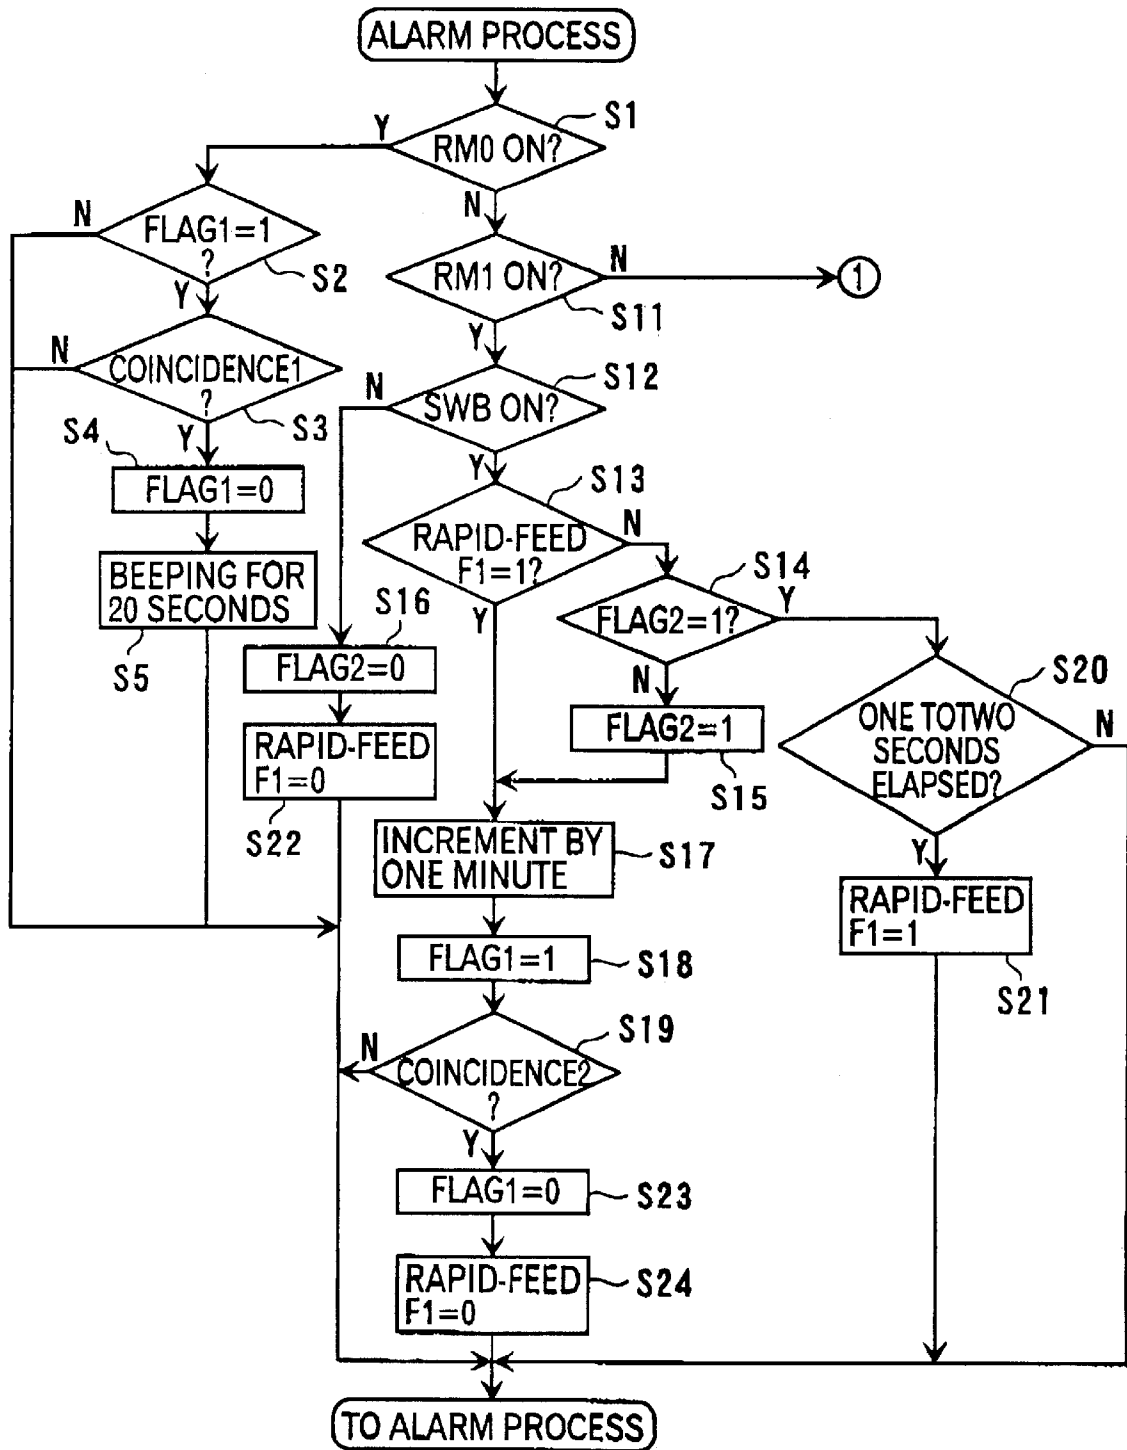 ALARM PROCESS
S1
Y
RM0 ON?
N
N
FLAG1=1
?
S2
Y
RM1 ON?
N
1
S11
Y
N
COINCIDENCE1
?
S3
Y
S12
N
SWB ON?
Y
S4
FLAG1=0
S13
RAPID-FEED
F1=1?
N
Y
BEEPING FOR
20 SECONDS
S5
S14
FLAG2=1?
Y
N
S16
FLAG2=0
S20
ONE TOTWO
SECONDS
ELAPSED?
N
Y
FLAG2=1
S15
RAPID-FEED
F1=0
S22
INCREMENT BY
ONE MINUTE
S17
RAPID-FEED
F1=1
S21
FLAG1=1
S18
S19
N
COINCIDENCE2
?
Y
FLAG1=0
S23
RAPID-FEED
F1=0
S24
TO ALARM PROCESS